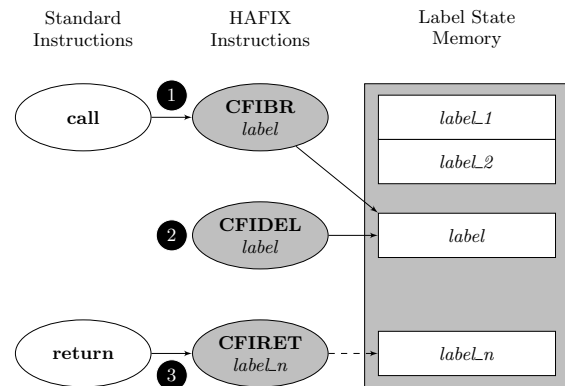 Standard
Instructions
HAFIX
Instructions
Label State
Memory
1
call
CFIBR
label
label_1
label_2
2
CFIDEL
label
label
return
3
CFIRET
label_n
label_n